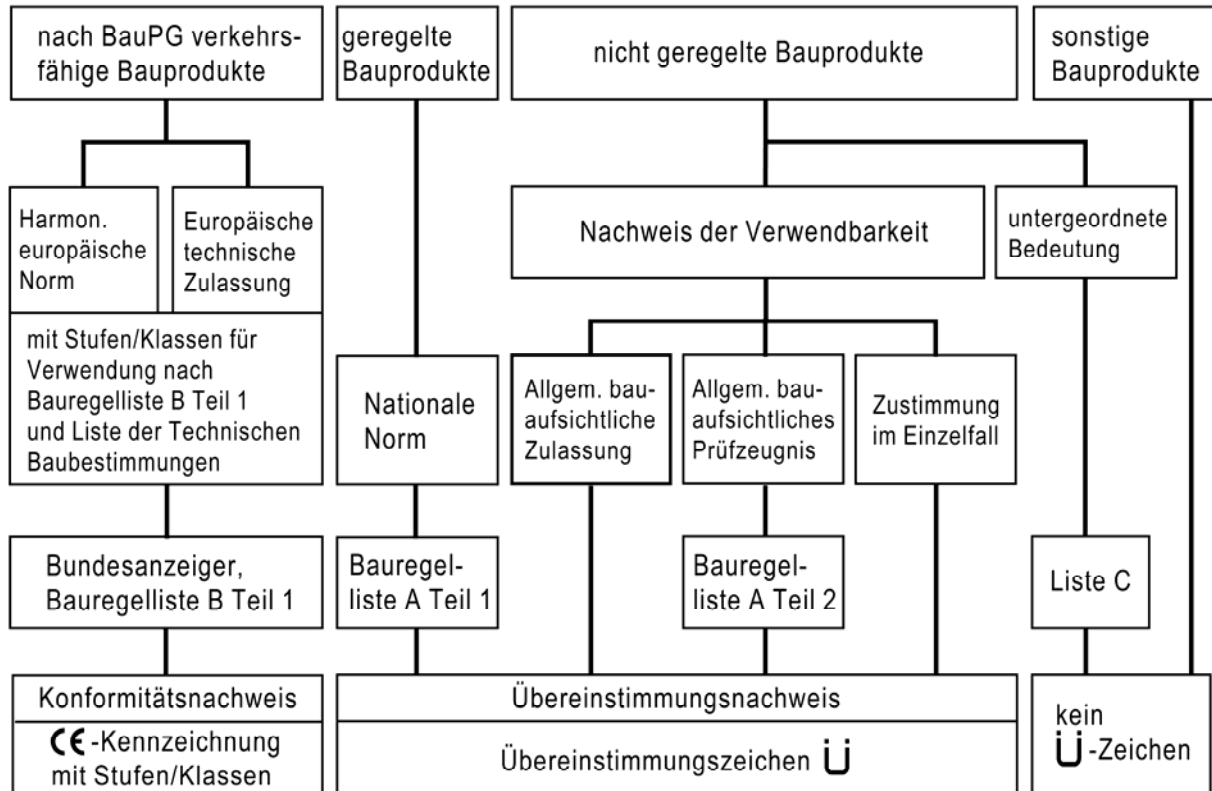 nach BauPG verkehrs-
fähige Bauprodukte
geregelte
Bauprodukte
nicht geregelte Bauprodukte
sonstige
Bauprodukte
Harmon.
europäische
Norm
Europäische
technische
Zulassung
Nachweis der Verwendbarkeit
untergeordnete
Bedeutung
mit Stufen/Klassen für
Verwendung nach
Bauregelliste B Teil 1
und Liste der Technischen
Baubestimmungen
Nationale
Norm
Allgem. bau-
aufsichtliche
Zulassung
Allgem. bau-
aufsichtliches
Prüfzeugnis
Zustimmung
im Einzelfall
Bundesanzeiger,
Bauregelliste B Teil 1
Bauregel-
liste A Teil 1
Bauregel-
liste A Teil 2
Liste C
Konformitätsnachweis
CE-Kennzeichnung
mit Stufen/Klassen
Übereinstimmungsnachweis
Übereinstimmungszeichen Ü
kein
Ü-Zeichen